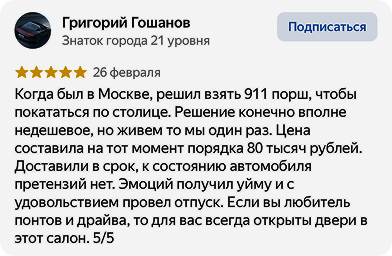 Григорий Гошанов
Подписаться
Знаток города 21 уровня
26 февраля
Когда был в Москве, решил взять 911 порш, чтобы
покататься по столице. Решение конечно вполне
недешевое, но живем то мы один раз. Цена
составила на тот момент порядка 80 тысяч рублей.
Доставили в срок, к состоянию автомобиля
претензий нет. Эмоций получил уйму и с
удовольствием провел отпуск. Если вы любитель
понтов и драйва, то для вас всегда открыты двери в
этот салон. 5/5